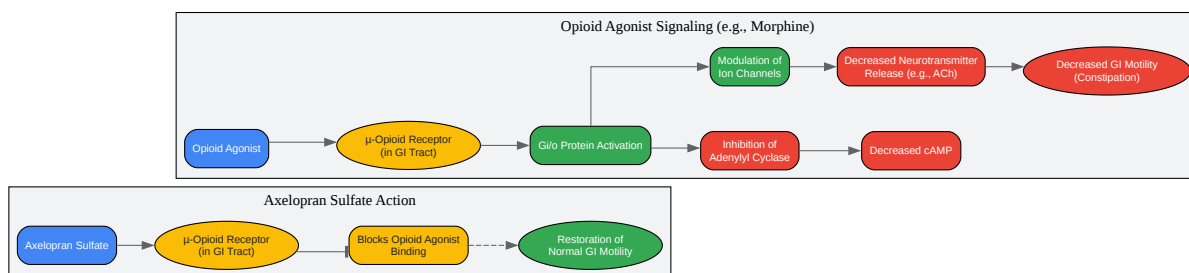 Opioid Agonist Signaling (e.g., Morphine)
Modulation of
Ion Channels
Decreased Neurotransmitter
Release (e.g., ACh)
Decreased GI Motility
(Constipation)
Opioid Agonist
μ-Opioid Receptor
(in GI Tract)
Gi/o Protein Activation
Inhibition of
Adenylyl Cyclase
Decreased cAMP
Axelopran Sulfate Action
Axelopran Sulfate
μ-Opioid Receptor
(in GI Tract)
Blocks Opioid Agonist
Binding
Restoration of
Normal GI Motility